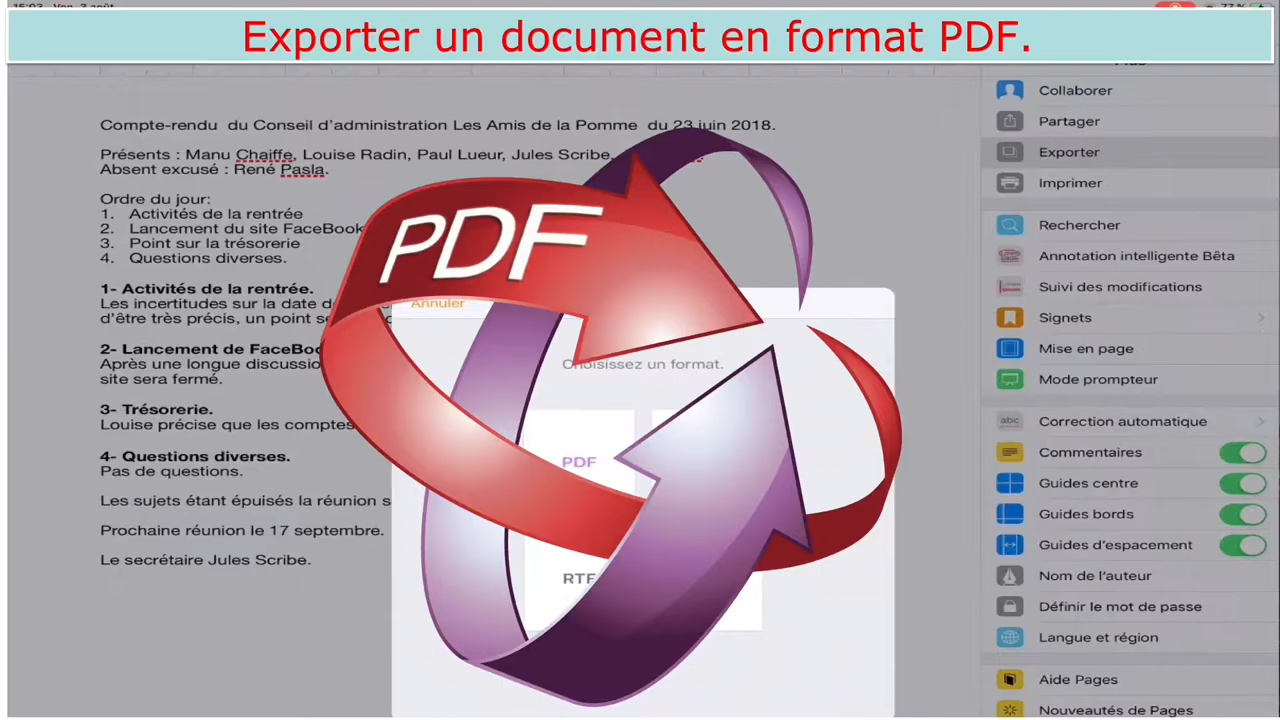 15:03 Ven. 3 août
77 %
Exporter un document en format PDF.
Compte-rendu du Conseil d'administration Les Amis de la Pomme du 23 juin 2018.
Présents : Manu Chaiffe, Louise Radin, Paul Lueur, Jules Scribe,
Absent excusé : René Pasla.
Ordre du jour:
1. Activités de la rentrée
2. Lancement du site FaceBook
3. Point sur la trésorerie
4. Questions diverses.
1- Activités de la rentrée.
Les incertitudes sur la date d
d'être très précis, un point s
2- Lancement de FaceBo
Après une longue discussio
site sera fermé.
3- Trésorerie.
Louise précise que les comptes
4- Questions diverses.
Pas de questions.
Les sujets étant épuisés la réunion s
Prochaine réunion le 17 septembre.
Le secrétaire Jules Scribe.
PDF
Annuler
Choisissez un format.
PDF
RTF
Collaborer
Partager
Exporter
Imprimer
Rechercher
Annotation intelligente Bêta
Suivi des modifications
Signets
Mise en page
Mode prompteur
abc Correction automatique
Commentaires
Guides centre
Guides bords
Guides d'espacement
Nom de l'auteur
Définir le mot de passe
Langue et région
Aide Pages
Nouveautés de Pages